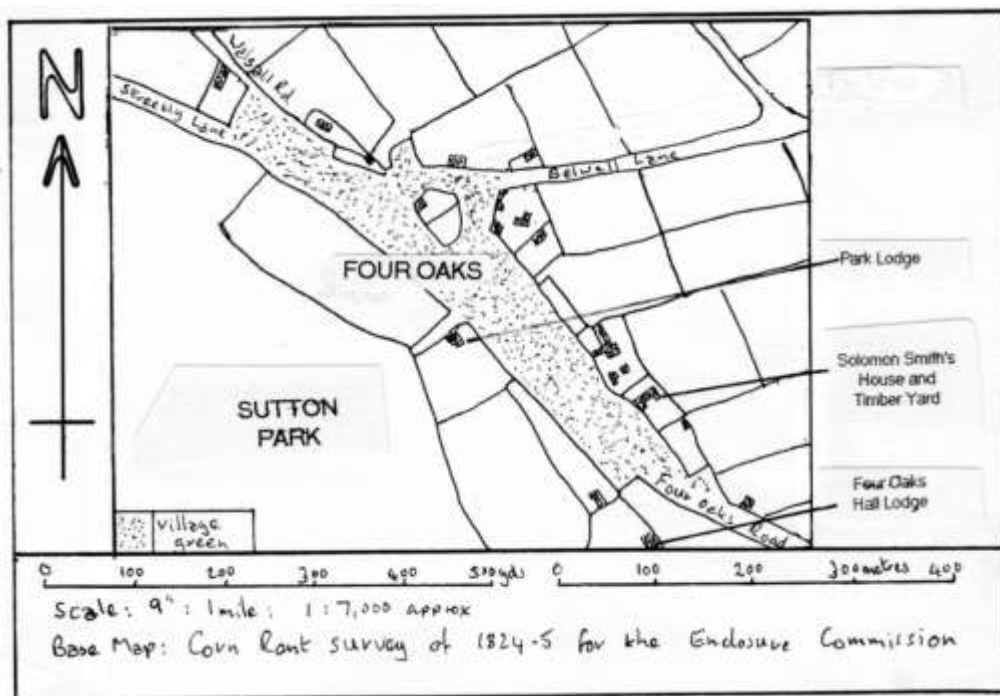 N
Walsall Rd
Streetly Lane
Belwall Lane
FOUR OAKS
Park Lodge
Solomon Smith's
House and
Timber Yard
SUTTON
PARK
Four Oaks
Hall Lodge
Four Oaks Road
village
green
0 100 200 300 400 500yds 0 100 200 300metres 400
Scale: 9" : 1mile: 1:7,000 approx
Base Map: Corn Rent survey of 1824-5 for the Enclosure Commission